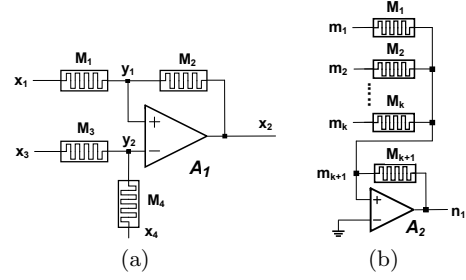 M1 M2
x1 y1
+
x2
M3 y2
−
x3 A1
M4
x4
(a)
M1
m1
M2
m2
Mk
mk
Mk+1
mk+1
+
n1
−
A2
(b)